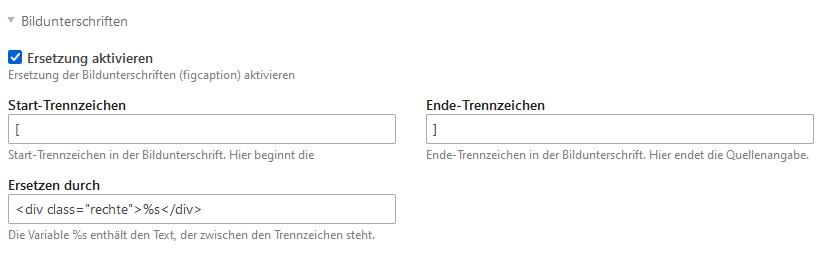 Bildunterschriften
Ersetzung aktivieren
Ersetzung der Bildunterschriften (figcaption) aktivieren
Start-Trennzeichen
Ende-Trennzeichen
[
]
Start-Trennzeichen in der Bildunterschrift. Hier beginnt die
Ende-Trennzeichen in der Bildunterschrift. Hier endet die Quellenangabe.
Ersetzen durch
<div class="rechte">%s</div>
Die Variable %s enthält den Text, der zwischen den Trennzeichen steht.